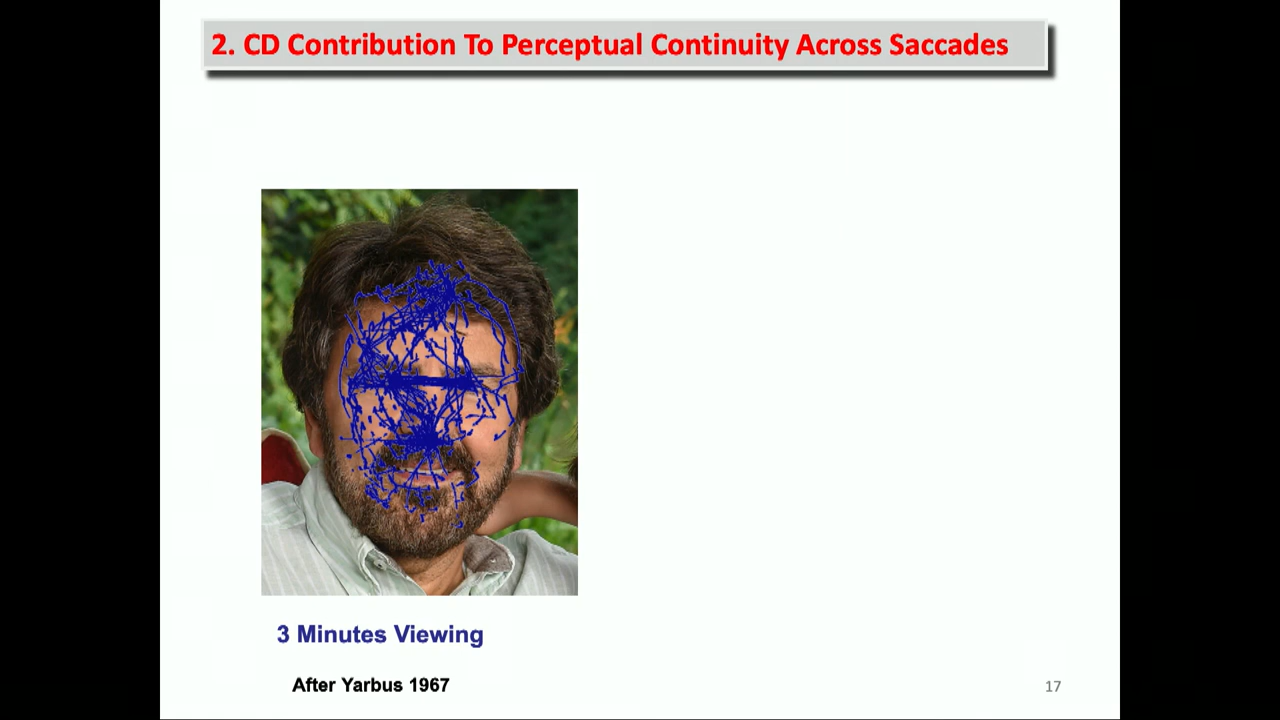 2. CD Contribution To Perceptual Continuity Across Saccades
3 Minutes Viewing
After Yarbus 1967
17